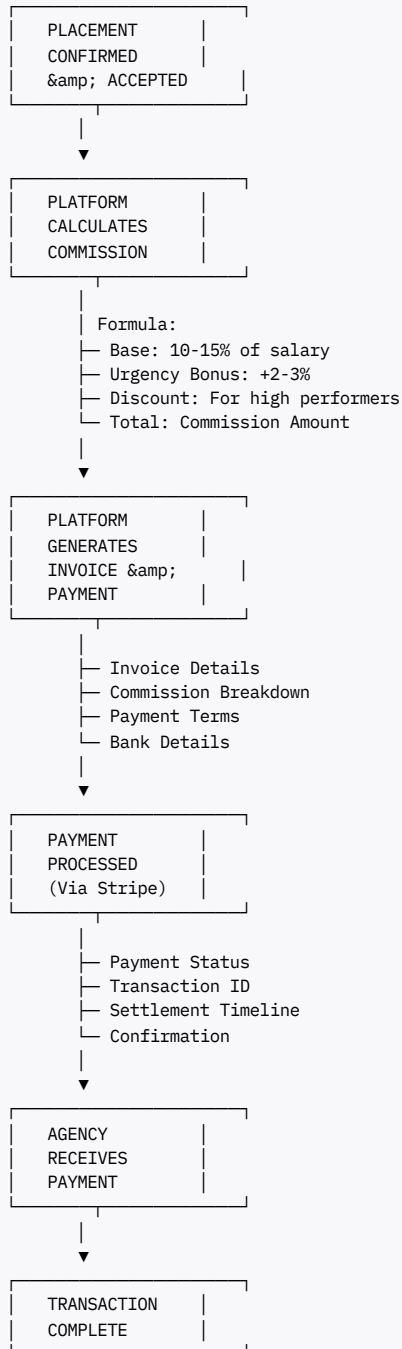 PLACEMENT
CONFIRMED
&amp; ACCEPTED
PLATFORM
CALCULATES
COMMISSION
Formula:
Base: 10-15% of salary
Urgency Bonus: +2-3%
Discount: For high performers
Total: Commission Amount
PLATFORM
GENERATES
INVOICE &amp;
PAYMENT
Invoice Details
Commission Breakdown
Payment Terms
Bank Details
PAYMENT
PROCESSED
(Via Stripe)
Payment Status
Transaction ID
Settlement Timeline
Confirmation
AGENCY
RECEIVES
PAYMENT
TRANSACTION
COMPLETE